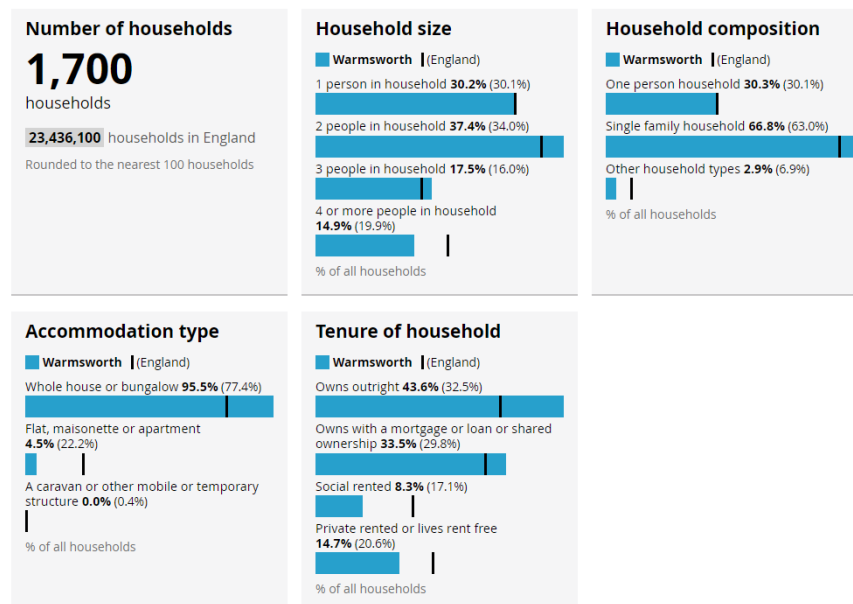 Number of households
1,700
households
23,436,100 households in England
Rounded to the nearest 100 households
Household size
Warmsworth (England)
1 person in household 30.2% (30.1%)
2 people in household 37.4% (34.0%)
3 people in household 17.5% (16.0%)
4 or more people in household
14.9% (19.9%)
% of all households
Household composition
Warmsworth (England)
One person household 30.3% (30.1%)
Single family household 66.8% (63.0%)
Other household types 2.9% (6.9%)
% of all households
Accommodation type
Warmsworth (England)
Whole house or bungalow 95.5% (77.4%)
Flat, maisonette or apartment
4.5% (22.2%)
A caravan or other mobile or temporary
structure 0.0% (0.4%)
% of all households
Tenure of household
Warmsworth (England)
Owns outright 43.6% (32.5%)
Owns with a mortgage or loan or shared
ownership 33.5% (29.8%)
Social rented 8.3% (17.1%)
Private rented or lives rent free
14.7% (20.6%)
% of all households